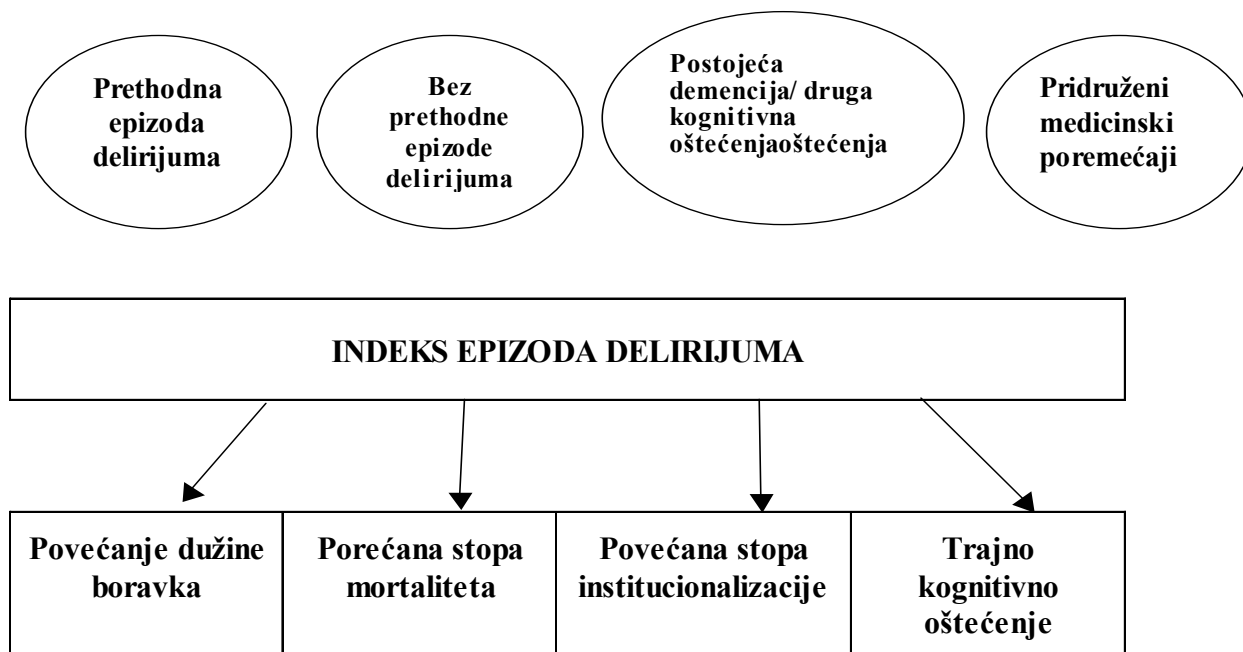 Prethodna
epizoda
delirijuma
Bez
prethodne
epizode
delirijuma
Postojeća
demencija/ druga
kognitivna
oštećenjaoštećenja
Pridruženi
medicinski
poremećaji
INDEKS EPIZODA DELIRIJUMA
Povećanje dužine
boravka
Porećana stopa
mortaliteta
Povećana stopa
institucionalizacije
Trajno
kognitivno
oštećenje